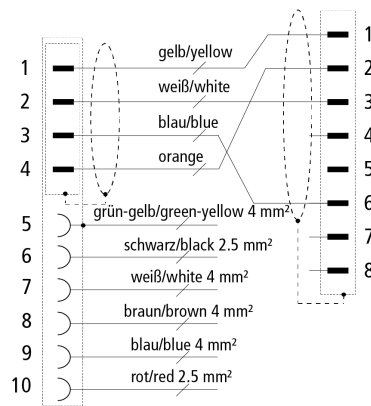 gelb/yellow
1
1
weiß/white
2
2
3
blau/blue
3
4
orange
4
5
grün-gelb/green-yellow 4 mm²
5
6
schwarz/black 2.5 mm²
6
7
weiß/white 4 mm²
7
8
braun/brown 4 mm²
8
blau/blue 4 mm²
9
rot/red 2.5 mm²
10